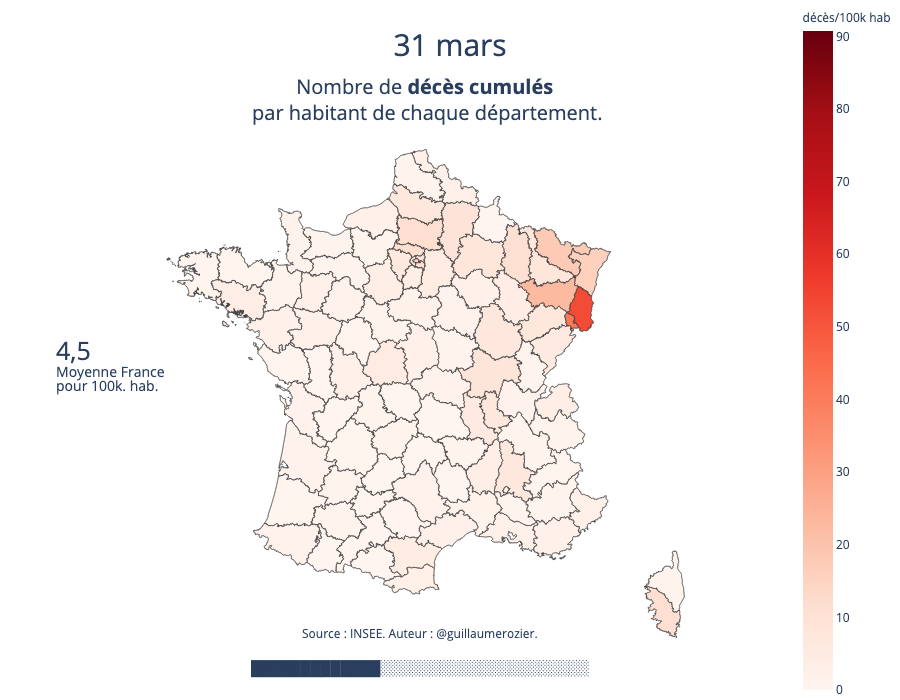 31 mars
Nombre de décès cumulés
par habitant de chaque département.
décès/100k hab
90
80
70
60
50
40
30
20
10
0
4,5
Moyenne France
pour 100k. hab.
Source : INSEE. Auteur : @guillaumerozier.